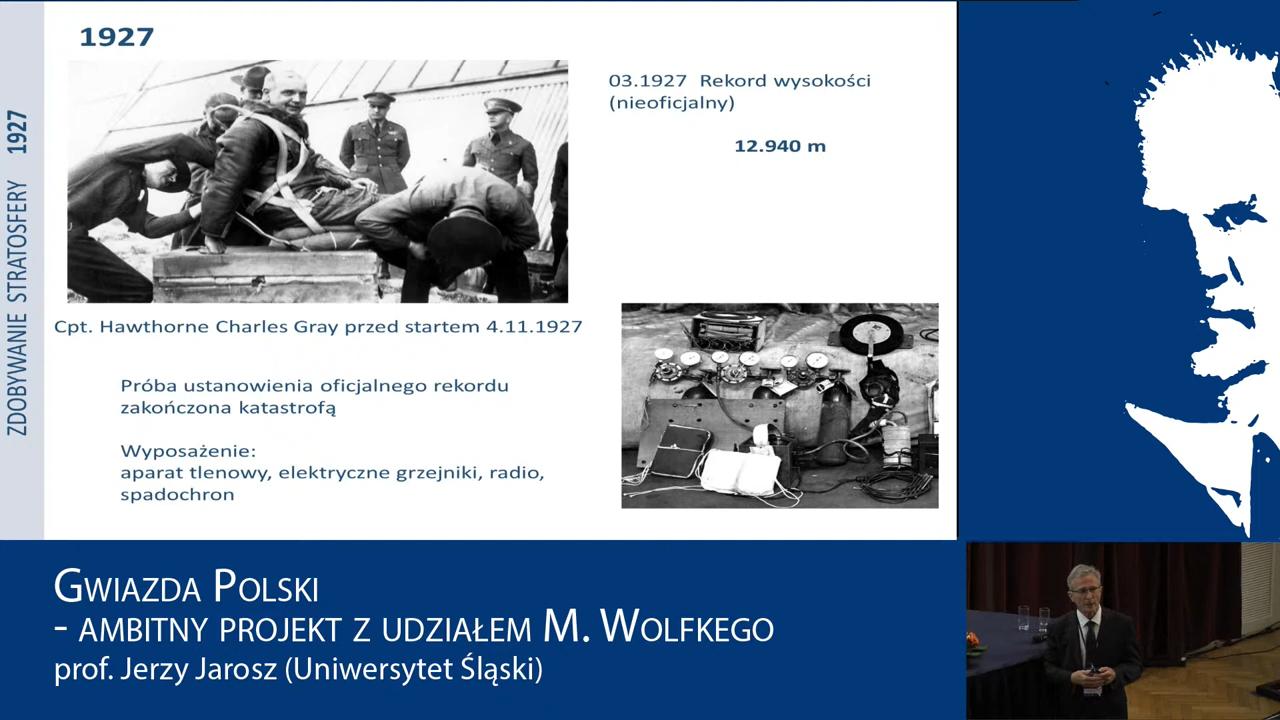 1927
ZDOBYWANIE STRATOSFERY 1927
03.1927 Rekord wysokości
(nieoficjalny)
12.940 m
Cpt. Hawthorne Charles Gray przed startem 4.11.1927
Próba ustanowienia oficjalnego rekordu
zakończona katastrofą
Wyposażenie:
aparat tlenowy, elektryczne grzejniki, radio,
spadochron
Gwiazda Polski
- ambitny projekt z udziałem M. Wolfkego
prof. Jerzy Jarosz (Uniwersytet Śląski)